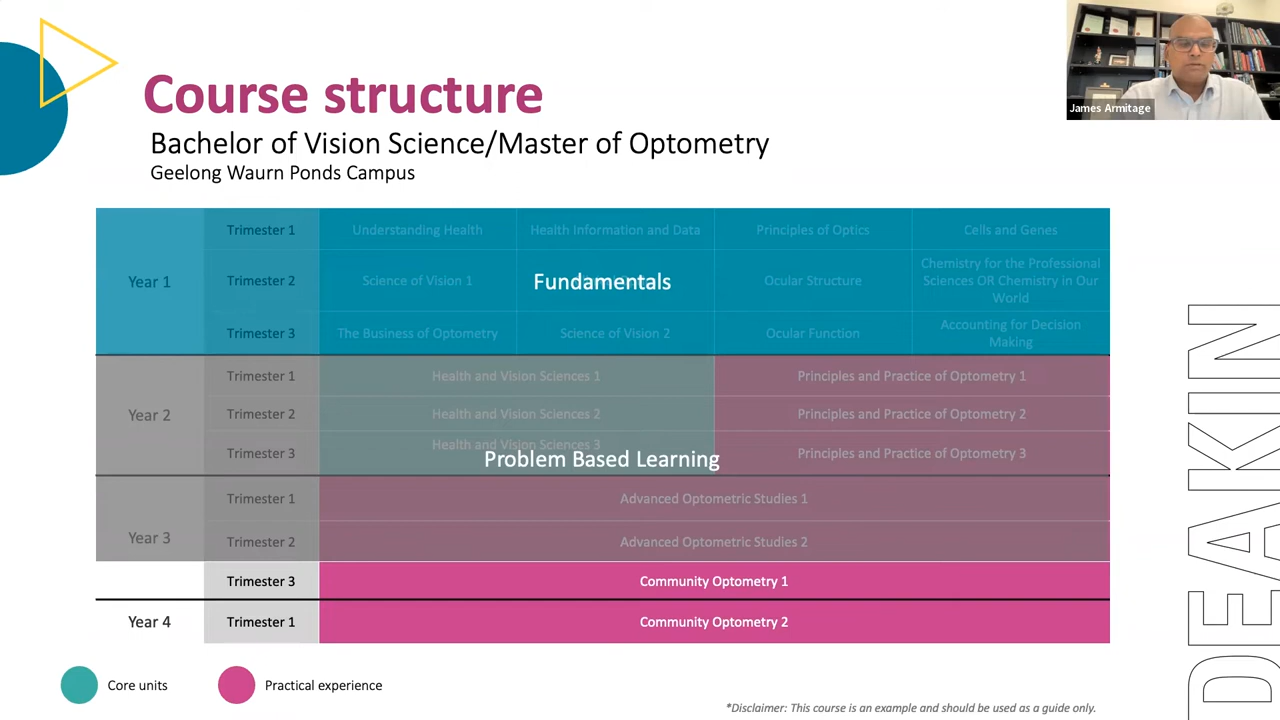 James Armitage
Course structure
Bachelor of Vision Science/Master of Optometry
Geelong Waurn Ponds Campus
Year 1
Trimester 1
Understanding Health
Health Information and Data
Principles of Optics
Cells and Genes
Trimester 2
Science of Vision 1
Fundamentals
Ocular Structure
Chemistry for the Professional
Sciences OR Chemistry in Our
World
Trimester 3
The Business of Optometry
Science of Vision 2
Ocular Function
Accounting for Decision
Making
Year 2
Trimester 1
Health and Vision Sciences 1
Principles and Practice of Optometry 1
Trimester 2
Health and Vision Sciences 2
Principles and Practice of Optometry 2
Trimester 3
Health and Vision Sciences 3
Principles and Practice of Optometry 3
Problem Based Learning
Year 3
Trimester 1
Advanced Optometric Studies 1
Trimester 2
Advanced Optometric Studies 2
Trimester 3
Community Optometry 1
Year 4
Trimester 1
Community Optometry 2
Core units
Practical experience
*Disclaimer: This course is an example and should be used as a guide only.
DEAKIN